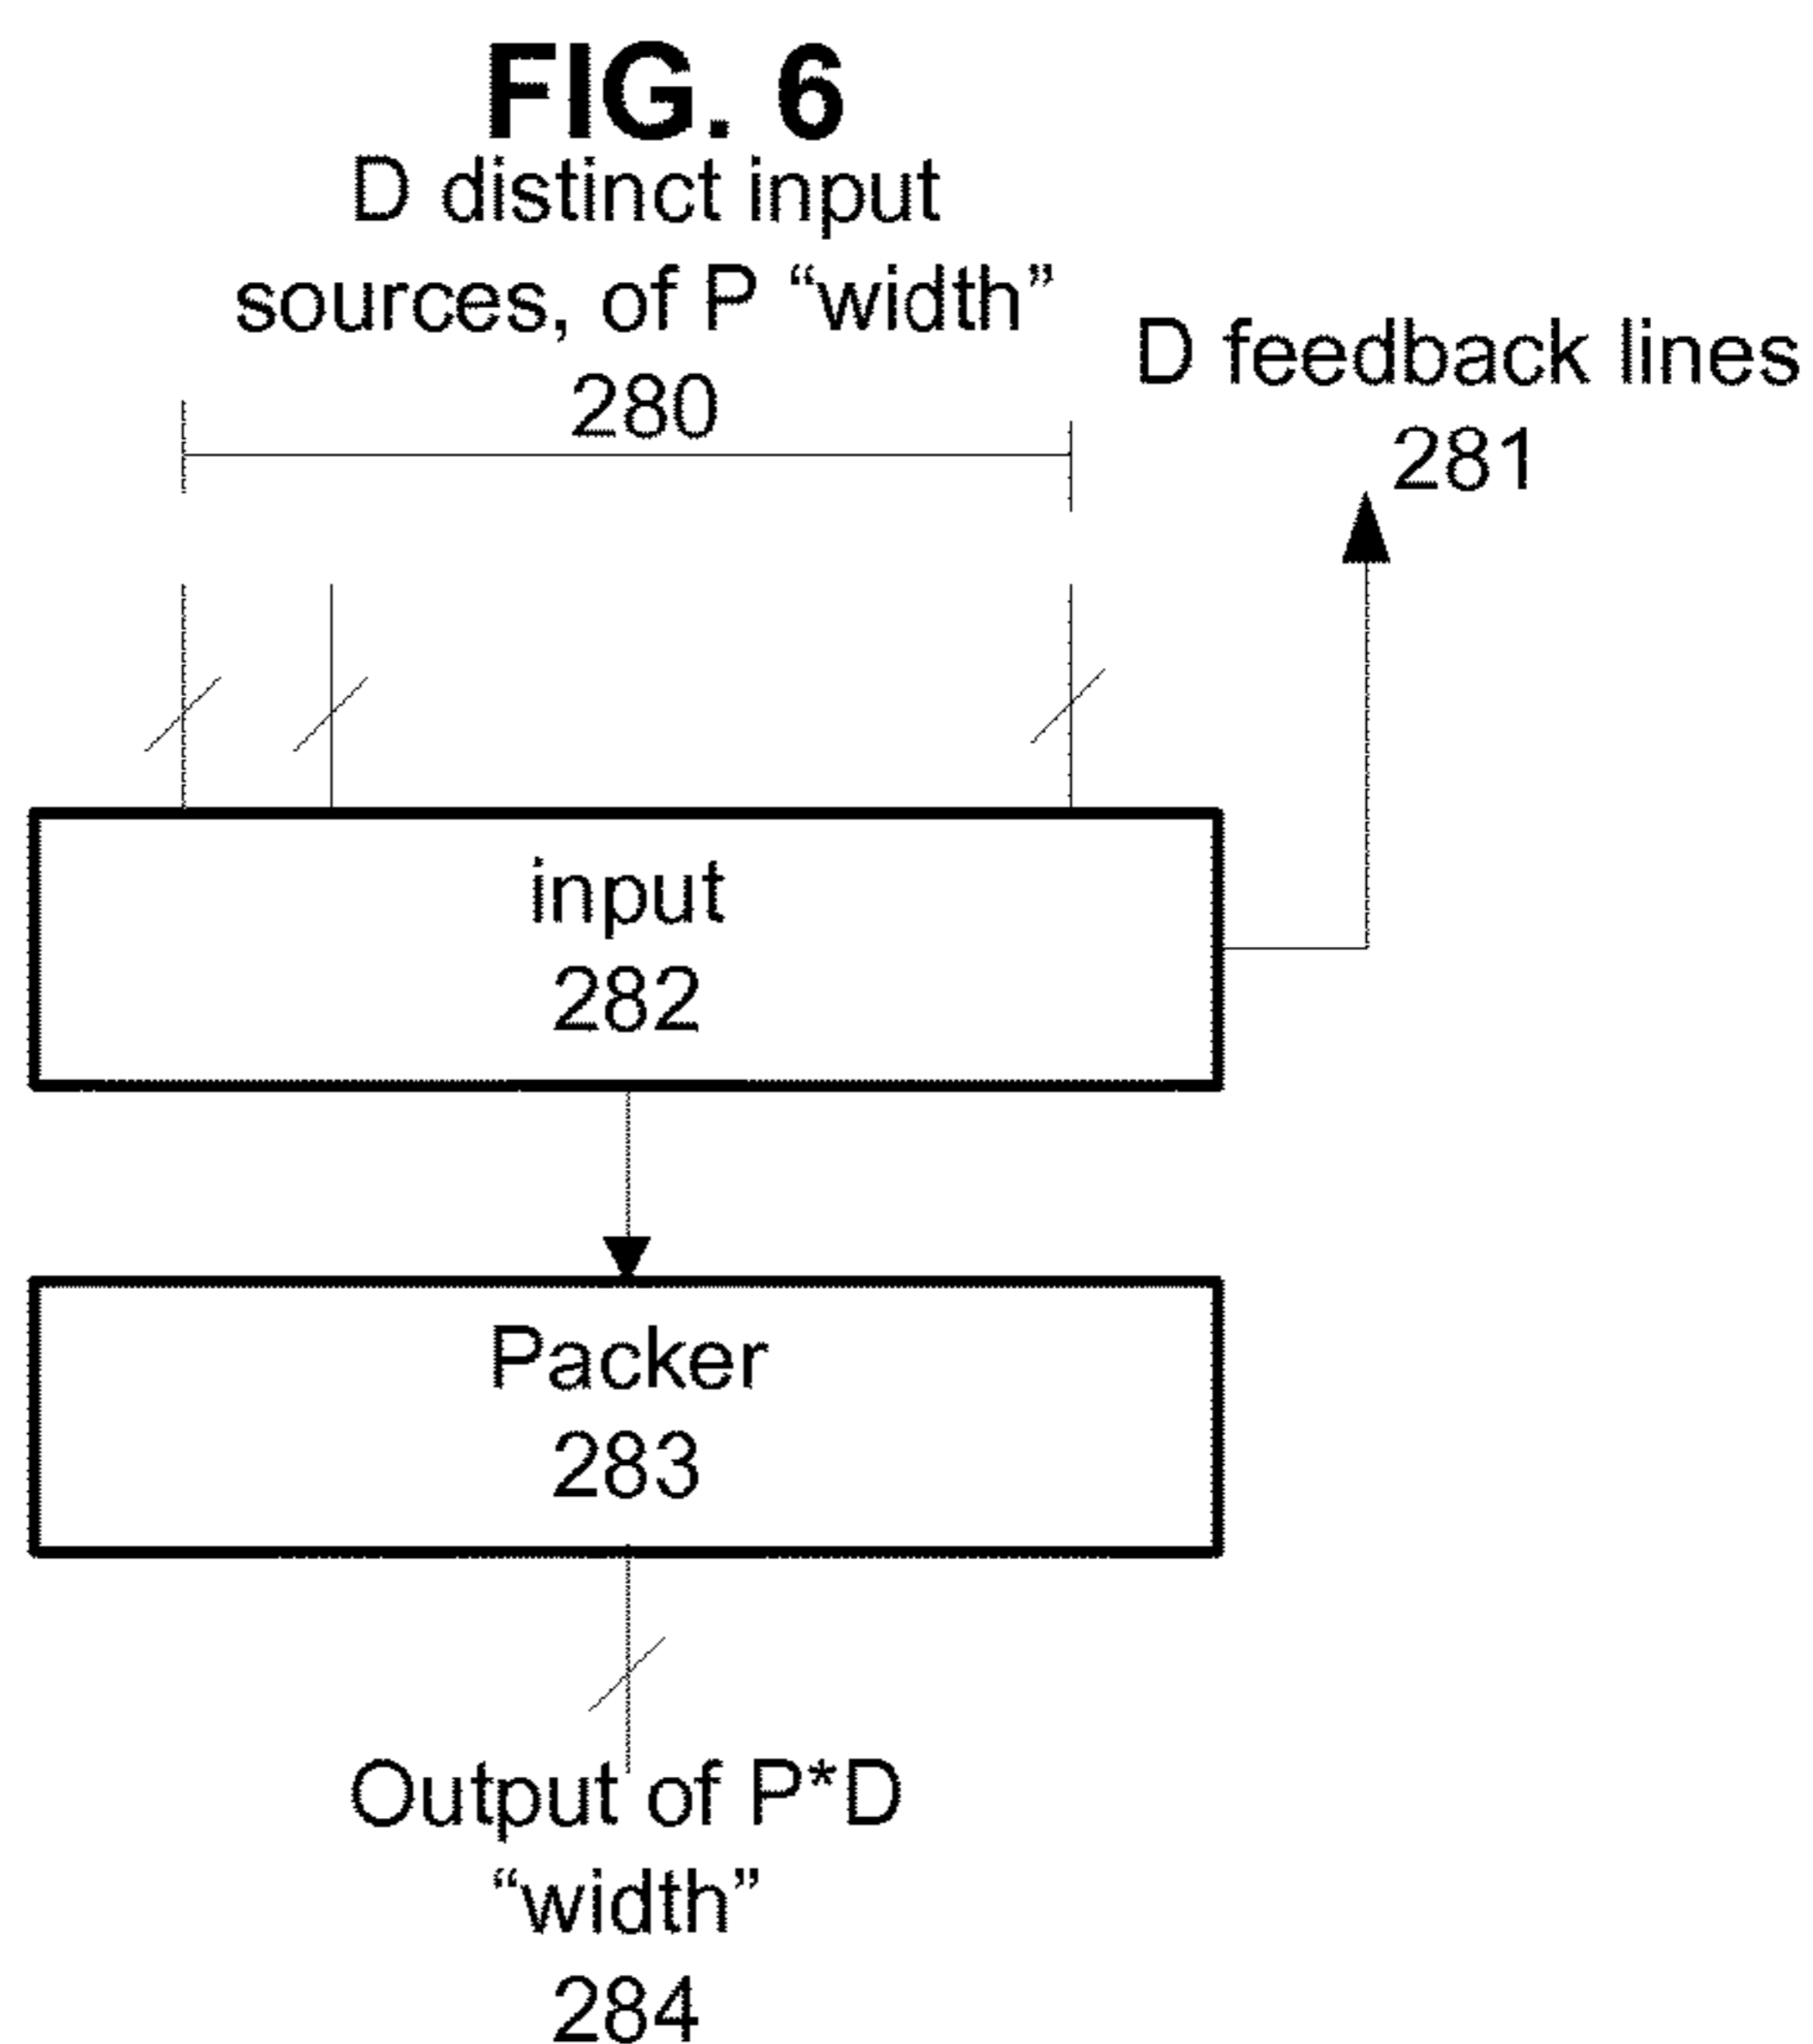 FIG. 6
D distinct input
sources, of P “width”
280
D feedback lines
281
input
282
Packer
283
Output of P*D
“width”
284